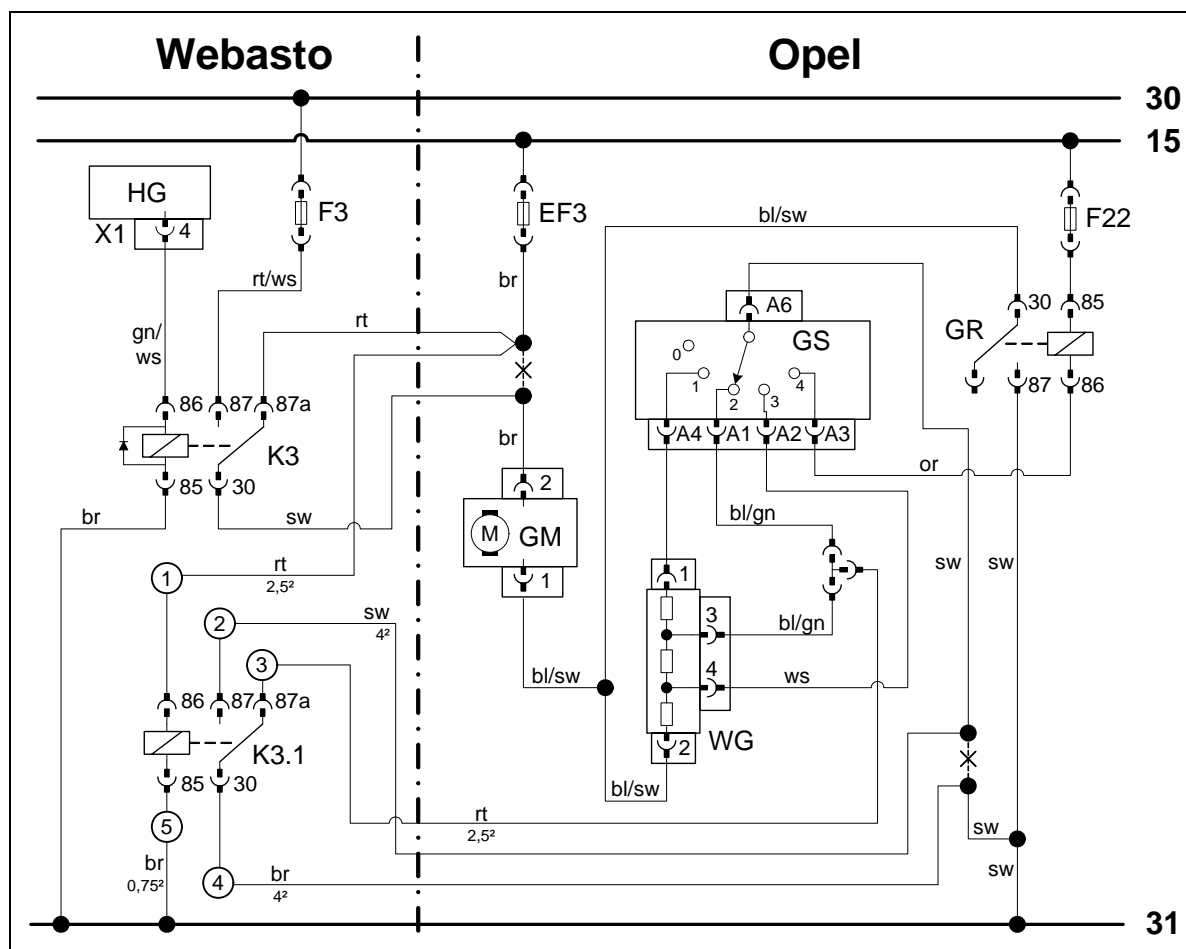 Webasto Opel
30
15
HG
X1 4
F3
EF3
bl/sw
F22
rt/ws
br
A6
GS
30 85
GR
gn/
ws
rt
0
1
2
3
4
87 86
86 87 87a
K3
A4 A1 A2 A3
85 30
br
or
br
sw
2
M GM
1
bl/gn
sw sw
1
rt
2,5²
2
sw
4²
1
3
bl/gn
4
ws
3
bl/sw
86 87 87a
K3.1
WG
2
85 30
bl/sw
5
rt
2,5²
sw
br
0,75²
4
br
4²
sw
31